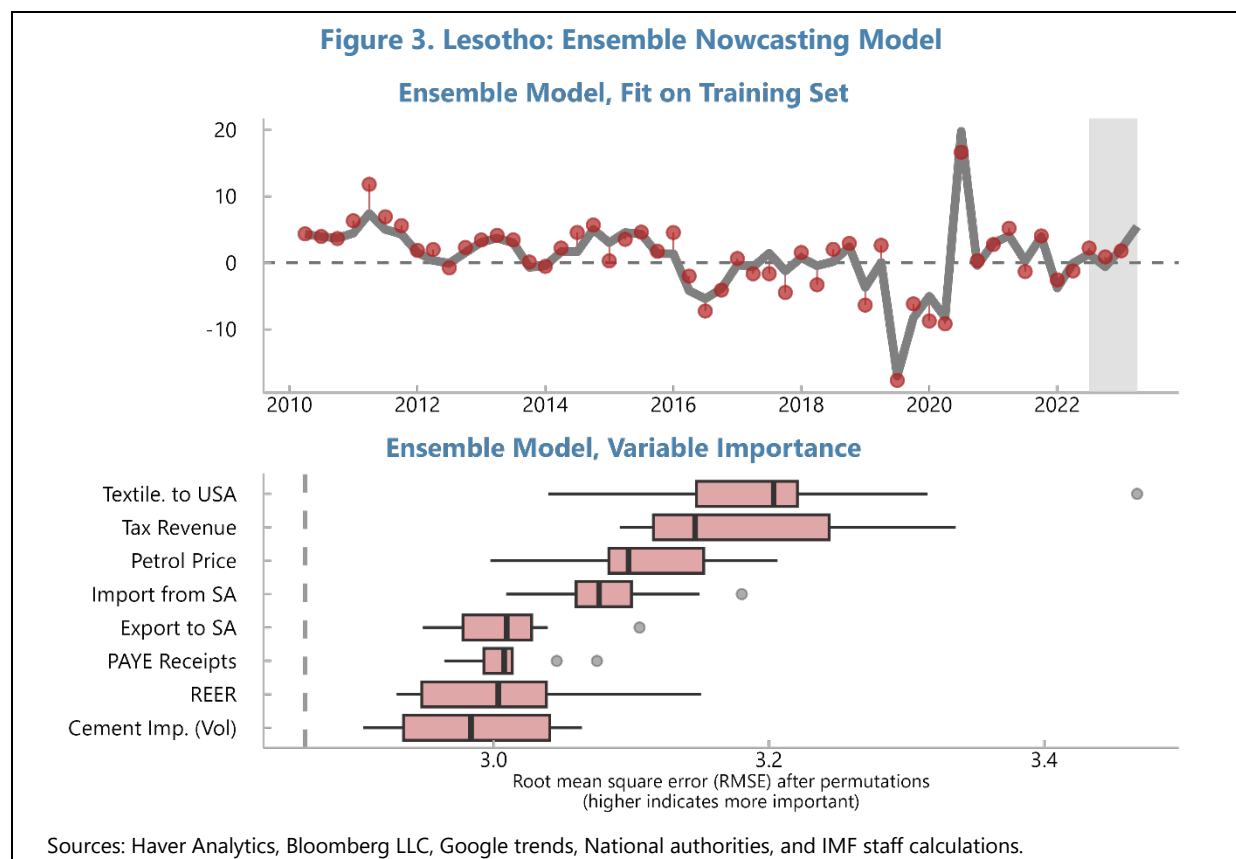 Figure 3. Lesotho: Ensemble Nowcasting Model
Ensemble Model, Fit on Training Set
20
10
0
-10
2010 2012 2014 2016 2018 2020 2022
Ensemble Model, Variable Importance
Textile. to USA
Tax Revenue
Petrol Price
Import from SA
Export to SA
PAYE Receipts
REER
Cement Imp. (Vol)
3.0 3.2 3.4
Root mean square error (RMSE) after permutations
(higher indicates more important)
Sources: Haver Analytics, Bloomberg LLC, Google trends, National authorities, and IMF staff calculations.